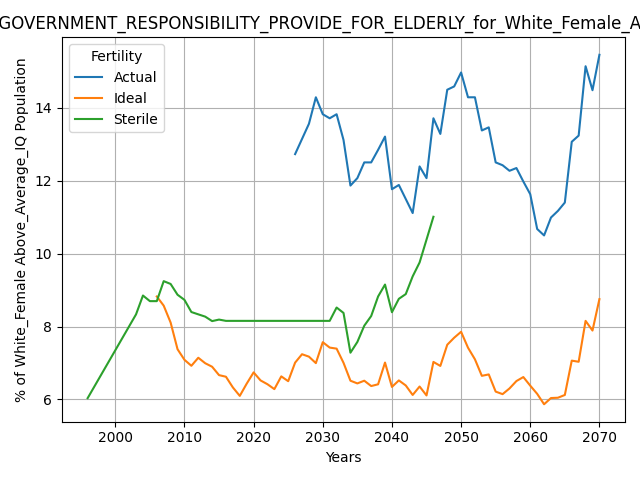 GOVERNMENT_RESPONSIBILITY_PROVIDE_FOR_ELDERLY_for_White_Female_A
% of White_Female Above_Average_IQ Population
Fertility
Actual
Ideal
Sterile
14
12
10
8
6
2000 2010 2020 2030 2040 2050 2060 2070
Years